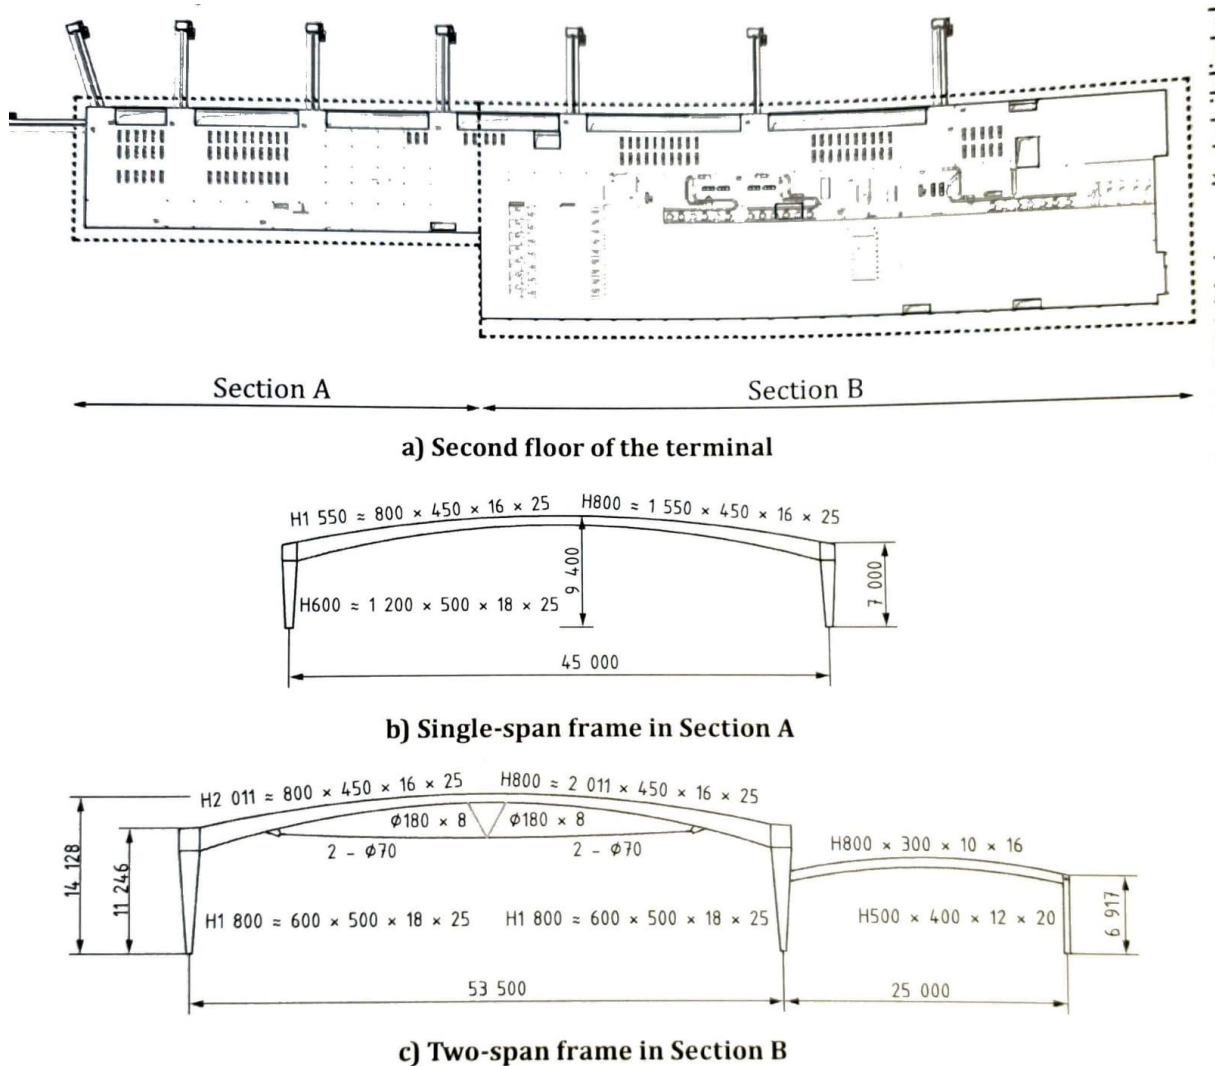 Section A
Section B
a) Second floor of the terminal
H1 550 ≈ 800 × 450 × 16 × 25
H800 ≈ 1 550 × 450 × 16 × 25
9 400
7 000
H600 ≈ 1 200 × 500 × 18 × 25
45 000
b) Single-span frame in Section A
H2 011 ≈ 800 × 450 × 16 × 25
H800 ≈ 2 011 × 450 × 16 × 25
ϕ180 × 8
ϕ180 × 8
2 – ϕ70
2 – ϕ70
H800 × 300 × 10 × 16
14 128
11 246
H1 800 ≈ 600 × 500 × 18 × 25
H1 800 ≈ 600 × 500 × 18 × 25
H500 × 400 × 12 × 20
6 917
53 500
25 000
c) Two-span frame in Section B